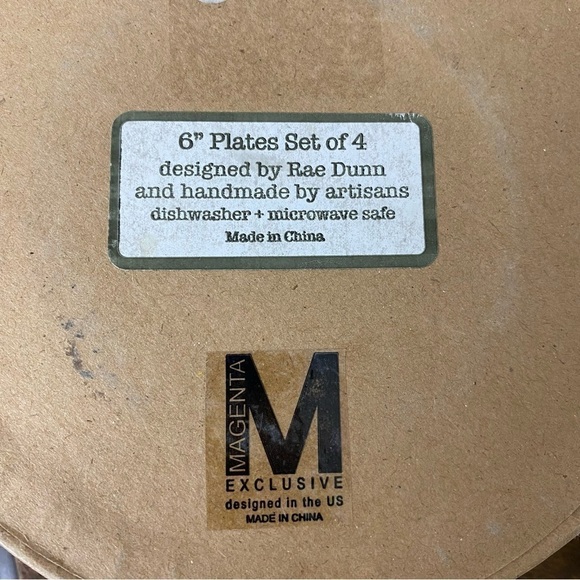 6” Plates Set of 4
designed by Rae Dunn
and handmade by artisans
dishwasher + microwave safe
Made in China
MAGENTA
M
EXCLUSIVE
designed in the US
MADE IN CHINA